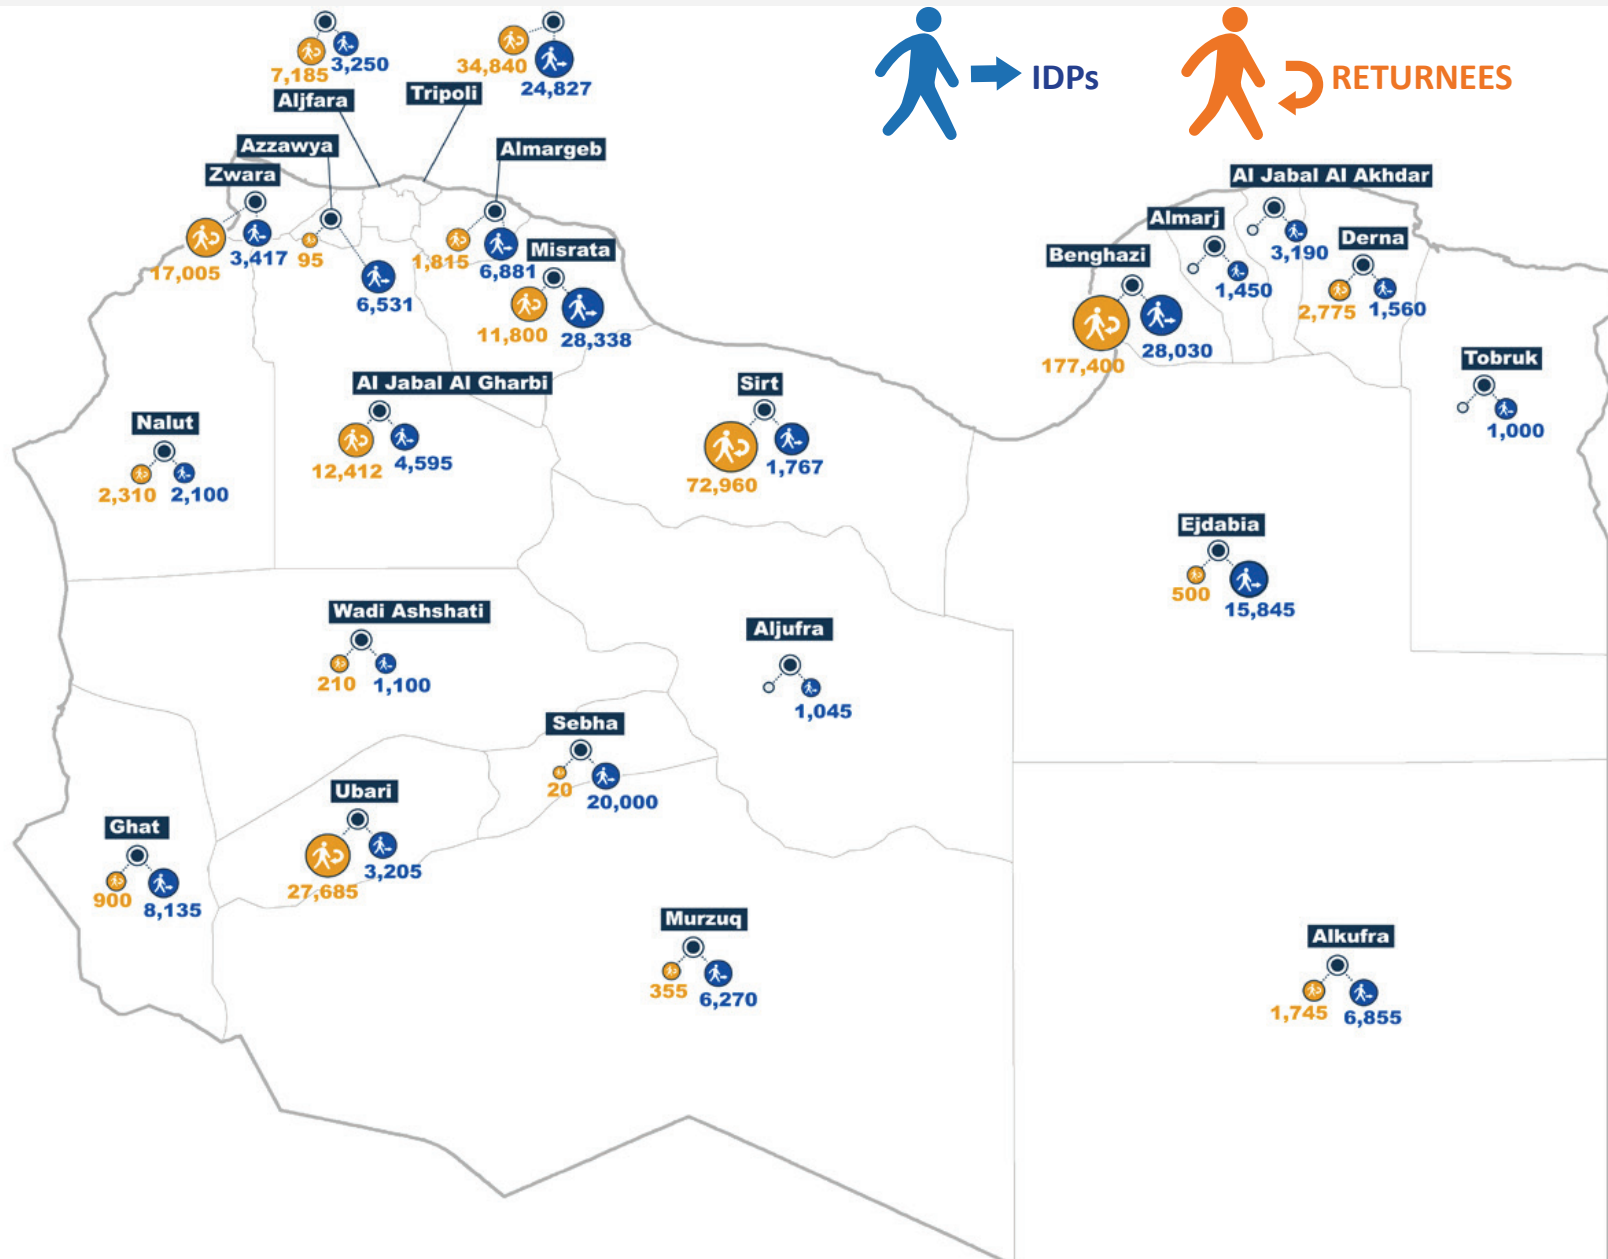 7,185
3,250
Aljfara
34,840
24,827
Tripoli
IDPs
RETURNEES
Azzawya
95
6,531
Zwara
17,005
3,417
Almargeb
1,815
6,881
Misrata
11,800
28,338
Al Jabal Al Akhdar
3,190
Almarj
1,450
Derna
2,775
1,560
Benghazi
177,400
28,030
Tobruk
1,000
Nalut
2,310
2,100
Al Jabal Al Gharbi
12,412
4,595
Sirt
72,960
1,767
Ejdabia
500
15,845
Wadi Ashshati
210
1,100
Aljufra
1,045
Sebha
20
20,000
Ubari
27,685
3,205
Ghat
900
8,135
Murzuq
355
6,270
Alkufra
1,745
6,855